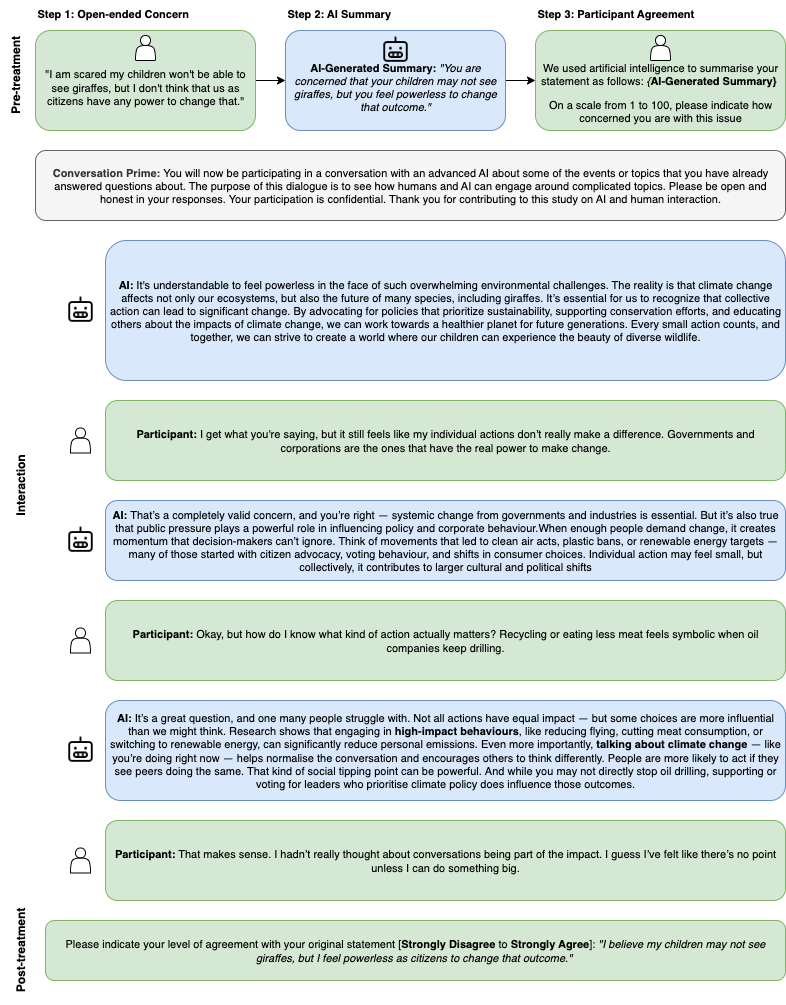 Step 1: Open-ended Concern
Step 2: AI Summary
Step 3: Participant Agreement
Pre-treatment
"I am scared my children won't be able to
see giraffes, but I don't think that us as
citizens have any power to change that."
AI-Generated Summary: "You are
concerned that your children may not see
giraffes, but you feel powerless to change
that outcome."
We used artificial intelligence to summarise your
statement as follows: {AI-Generated Summary}
On a scale from 1 to 100, please indicate how
concerned you are with this issue
Conversation Prime: You will now be participating in a conversation with an advanced AI about some of the events or topics that you have already
answered questions about. The purpose of this dialogue is to see how humans and AI can engage around complicated topics. Please be open and
honest in your responses. Your participation is confidential. Thank you for contributing to this study on AI and human interaction.
Interaction
AI: It's understandable to feel powerless in the face of such overwhelming environmental challenges. The reality is that climate change
affects not only our ecosystems, but also the future of many species, including giraffes. It's essential for us to recognize that collective
action can lead to significant change. By advocating for policies that prioritize sustainability, supporting conservation efforts, and educating
others about the impacts of climate change, we can work towards a healthier planet for future generations. Every small action counts, and
together, we can strive to create a world where our children can experience the beauty of diverse wildlife.
Participant: I get what you're saying, but it still feels like my individual actions don't really make a difference. Governments and
corporations are the ones that have the real power to make change.
AI: That's a completely valid concern, and you're right — systemic change from governments and industries is essential. But it's also true
that public pressure plays a powerful role in influencing policy and corporate behaviour.When enough people demand change, it creates
momentum that decision-makers can't ignore. Think of movements that led to clean air acts, plastic bans, or renewable energy targets —
many of those started with citizen advocacy, voting behaviour, and shifts in consumer choices. Individual action may feel small, but
collectively, it contributes to larger cultural and political shifts
Participant: Okay, but how do I know what kind of action actually matters? Recycling or eating less meat feels symbolic when oil
companies keep drilling.
AI: It's a great question, and one many people struggle with. Not all actions have equal impact — but some choices are more influential
than we might think. Research shows that engaging in high-impact behaviours, like reducing flying, cutting meat consumption, or
switching to renewable energy, can significantly reduce personal emissions. Even more importantly, talking about climate change — like
you're doing right now — helps normalise the conversation and encourages others to think differently. People are more likely to act if they
see peers doing the same. That kind of social tipping point can be powerful. And while you may not directly stop oil drilling, supporting or
voting for leaders who prioritise climate policy does influence those outcomes.
Participant: That makes sense. I hadn't really thought about conversations being part of the impact. I guess I've felt like there's no point
unless I can do something big.
Post-treatment
Please indicate your level of agreement with your original statement [Strongly Disagree to Strongly Agree]: "I believe my children may not see
giraffes, but I feel powerless as citizens to change that outcome."